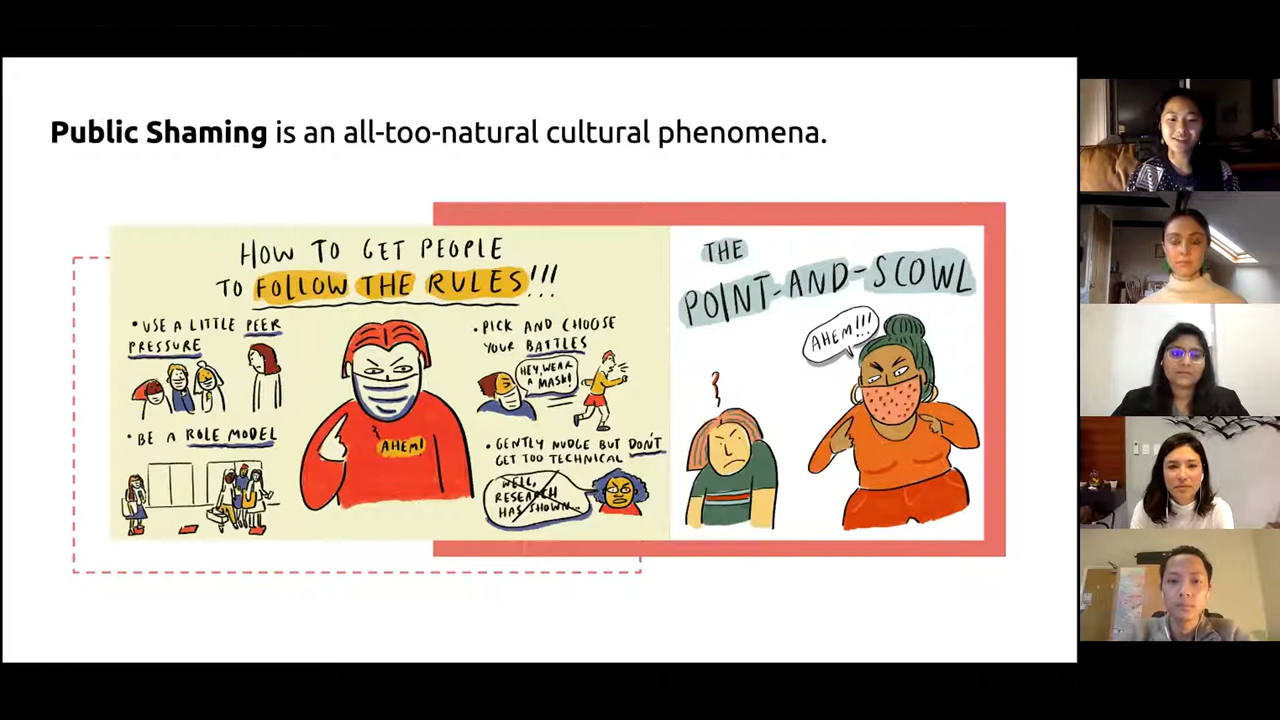 Public Shaming is an all-too-natural cultural phenomena.
HOW TO GET PEOPLE
TO FOLLOW THE RULES!!!
• USE A LITTLE PEER
PRESSURE
• BE A ROLE MODEL
AHEM!
• PICK AND CHOOSE
YOUR BATTLES
HEY, WEAR
A MASK!
• GENTLY NUDGE BUT DON'T
GET TOO TECHNICAL
WELL,
RESEARCH
HAS SHOWN...
THE
POINT-AND-SCOWL
AHEM!!!